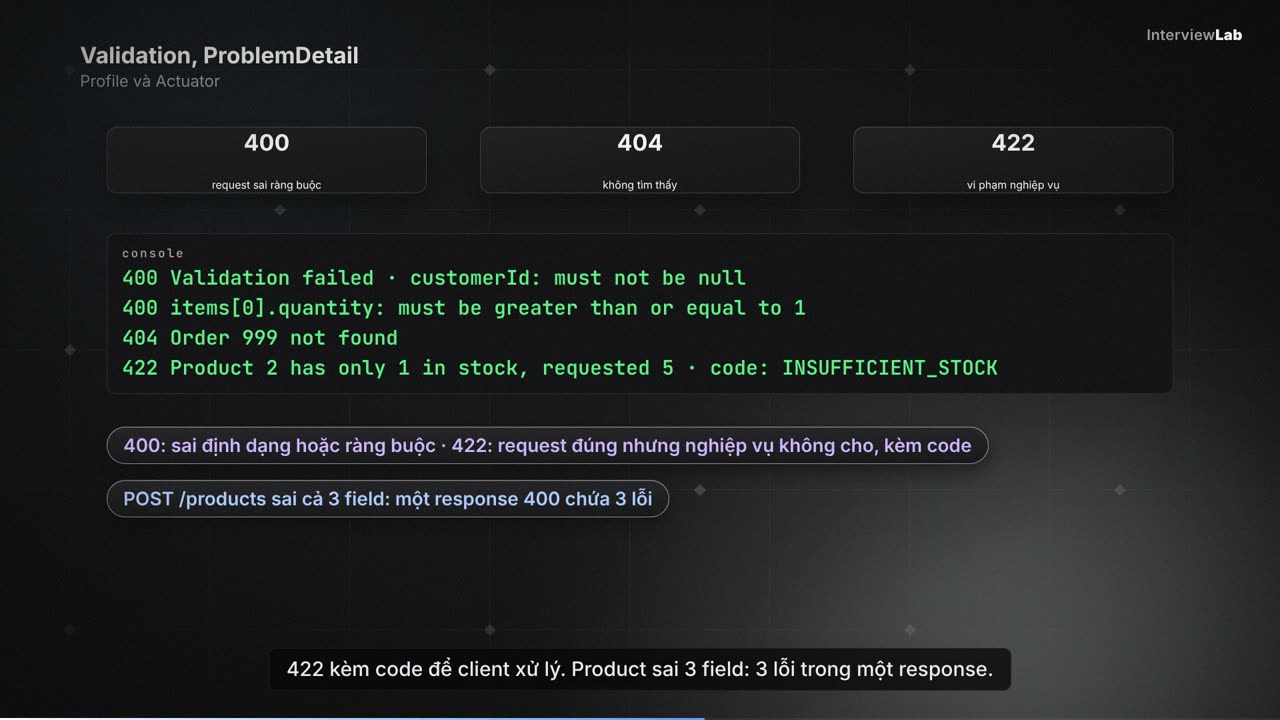 Validation, ProblemDetail
Profile và Actuator
InterviewLab
400
request sai ràng buộc
404
không tìm thấy
422
vi phạm nghiệp vụ
console
400 Validation failed · customerId: must not be null
400 items[0].quantity: must be greater than or equal to 1
404 Order 999 not found
422 Product 2 has only 1 in stock, requested 5 · code: INSUFFICIENT_STOCK
400: sai định dạng hoặc ràng buộc · 422: request đúng nhưng nghiệp vụ không cho, kèm code
POST /products sai cả 3 field: một response 400 chứa 3 lỗi
422 kèm code để client xử lý. Product sai 3 field: 3 lỗi trong một response.